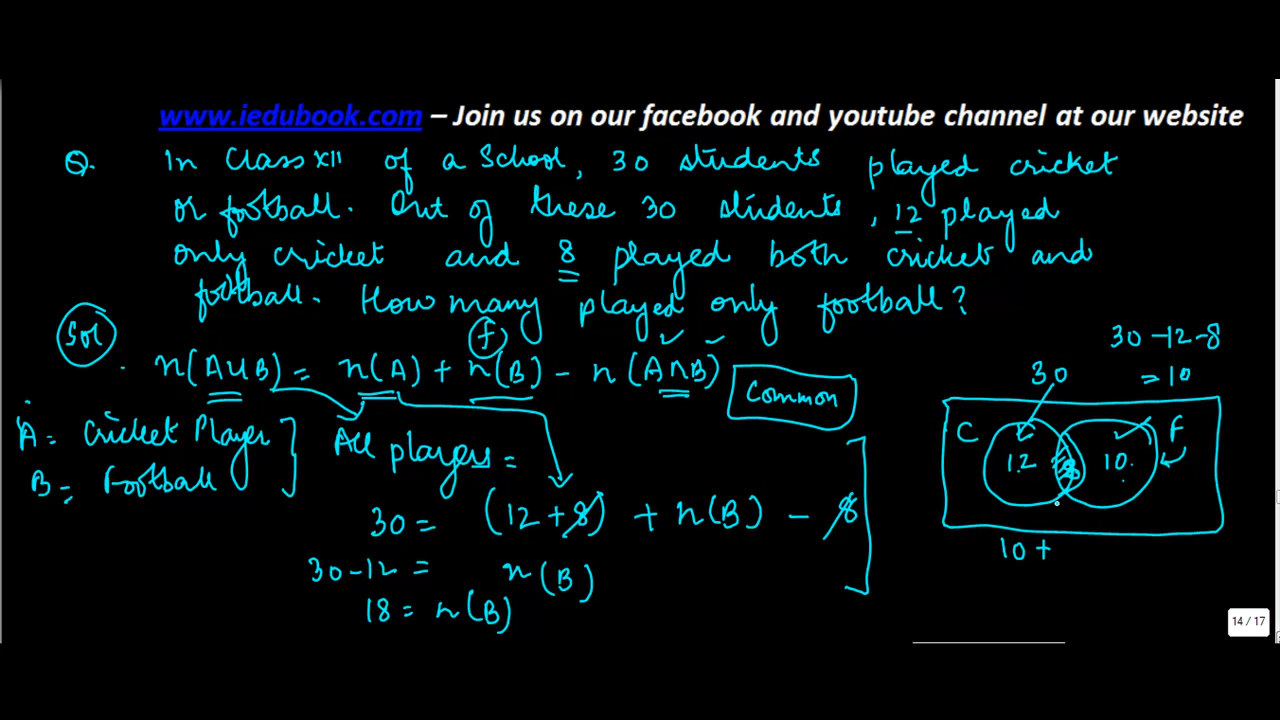 www.iedubook.com – Join us on our facebook and youtube channel at our website
Q. In Class XII of a School, 30 students played cricket
or football. Out of these 30 students, 12 played
only cricket and 8 played both cricket and
football. How many played only football?
Sol
f
n(AUB) = n(A) + n(B) - n(A∩B)
Common
A = Cricket Player
B = Football
All players =
30 = (12 + 8) + n(B) - 8
30-12 = n(B)
18 = n(B)
30 -12 -8
= 10
30
C 12 8 10. F
10 +
14 / 17